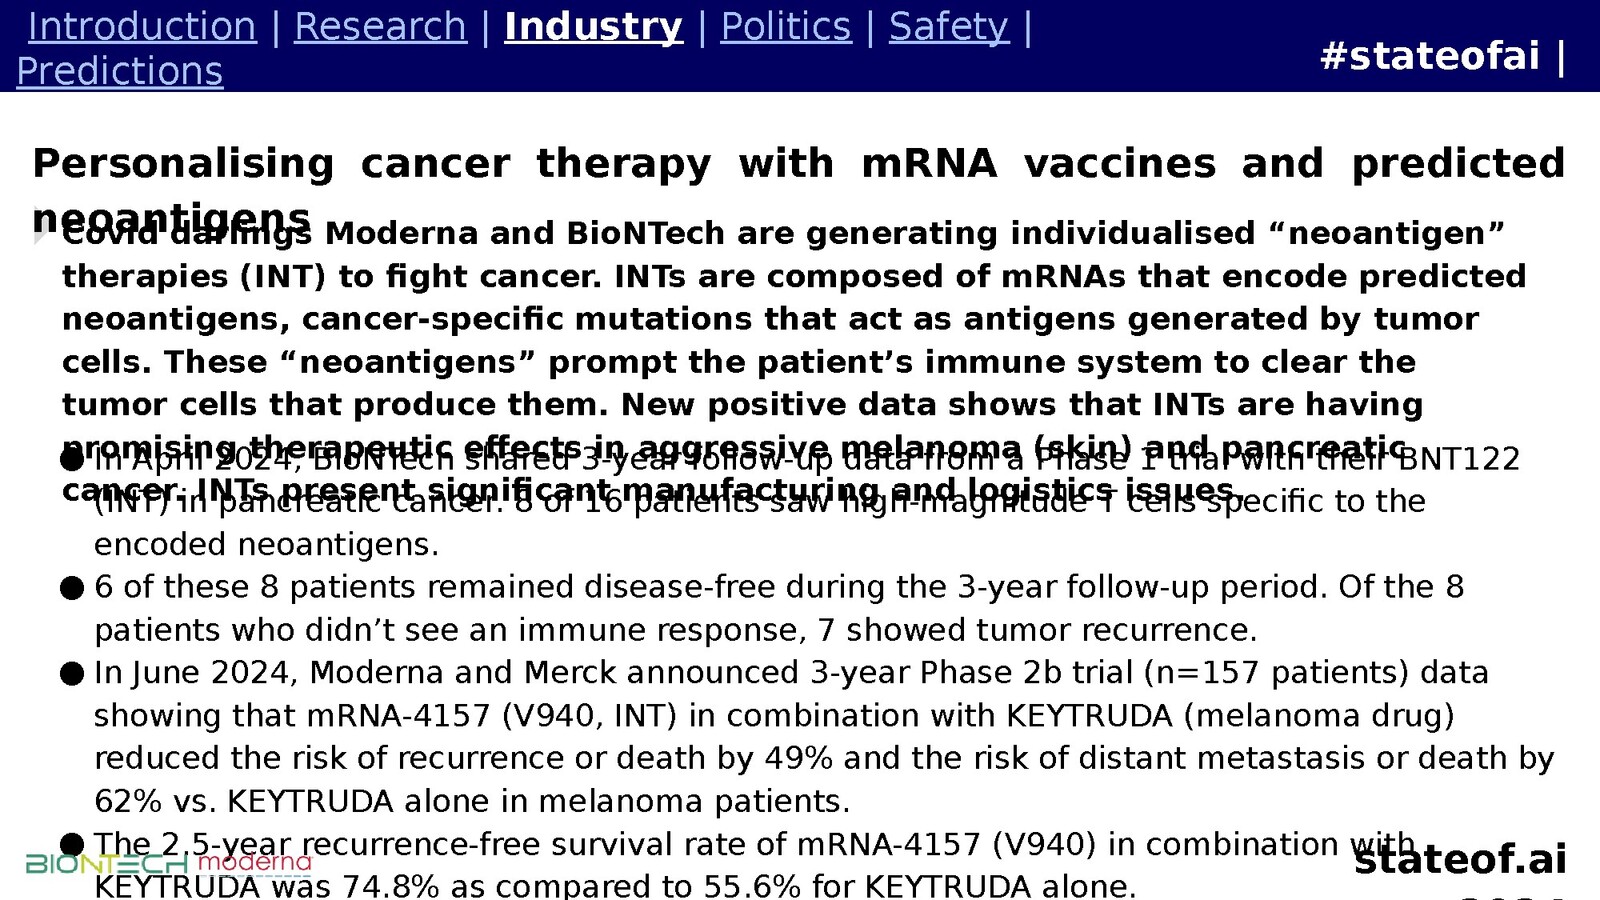 Introduction | Research | Industry | Politics | Safety |
Predictions
#stateofai |
Personalising cancer therapy with mRNA vaccines and predicted
neoantigens
Covid darlings Moderna and BioNTech are generating individualised “neoantigen”
therapies (INT) to fight cancer. INTs are composed of mRNAs that encode predicted
neoantigens, cancer-specific mutations that act as antigens generated by tumor
cells. These “neoantigens” prompt the patient’s immune system to clear the
tumor cells that produce them. New positive data shows that INTs are having
promising therapeutic effects in aggressive melanoma (skin) and pancreatic
cancer. INTs present significant manufacturing and logistics issues.
● In April 2024, BioNTech shared 3-year follow-up data from a Phase 1 trial with their BNT122
(INT) in pancreatic cancer. 8 of 16 patients saw high-magnitude T cells specific to the
encoded neoantigens.
● 6 of these 8 patients remained disease-free during the 3-year follow-up period. Of the 8
patients who didn’t see an immune response, 7 showed tumor recurrence.
● In June 2024, Moderna and Merck announced 3-year Phase 2b trial (n=157 patients) data
showing that mRNA-4157 (V940, INT) in combination with KEYTRUDA (melanoma drug)
reduced the risk of recurrence or death by 49% and the risk of distant metastasis or death by
62% vs. KEYTRUDA alone in melanoma patients.
● The 2.5-year recurrence-free survival rate of mRNA-4157 (V940) in combination with
KEYTRUDA was 74.8% as compared to 55.6% for KEYTRUDA alone.
BIONTECH moderna
stateof.ai